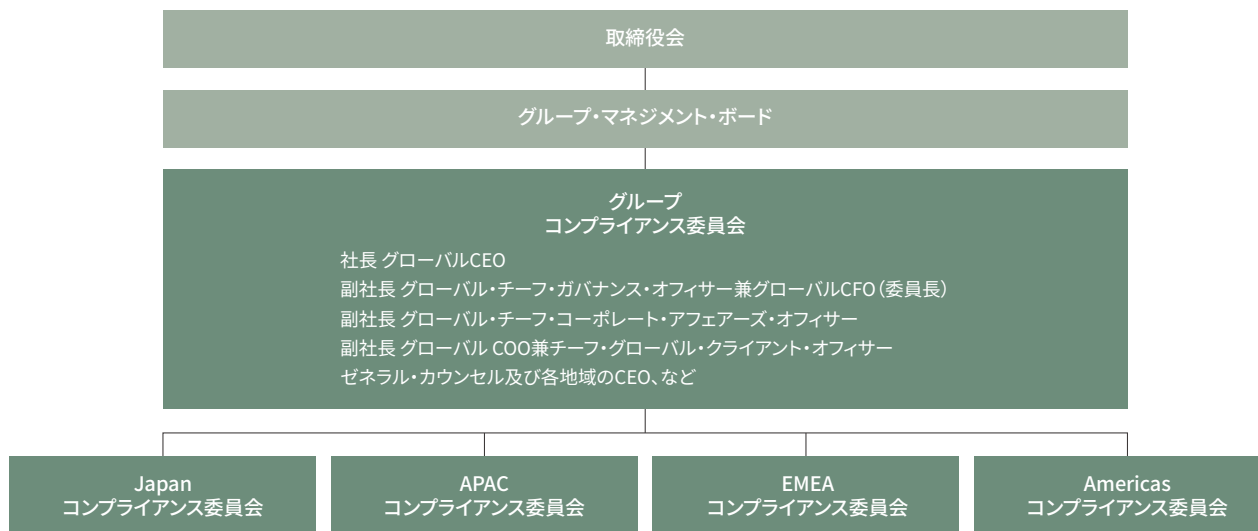 取締役会
グループ・マネジメント・ボード
グループ
コンプライアンス委員会
社長 グローバルCEO
副社長 グローバル・チーフ・ガバナンス・オフィサー兼グローバルCFO（委員長）
副社長 グローバル・チーフ・コーポレート・アフェアーズ・オフィサー
副社長 グローバル COO兼チーフ・グローバル・クライアント・オフィサー
ゼネラル・カウンセル及び各地域のCEO、など
Japan
コンプライアンス委員会
APAC
コンプライアンス委員会
EMEA
コンプライアンス委員会
Americas
コンプライアンス委員会